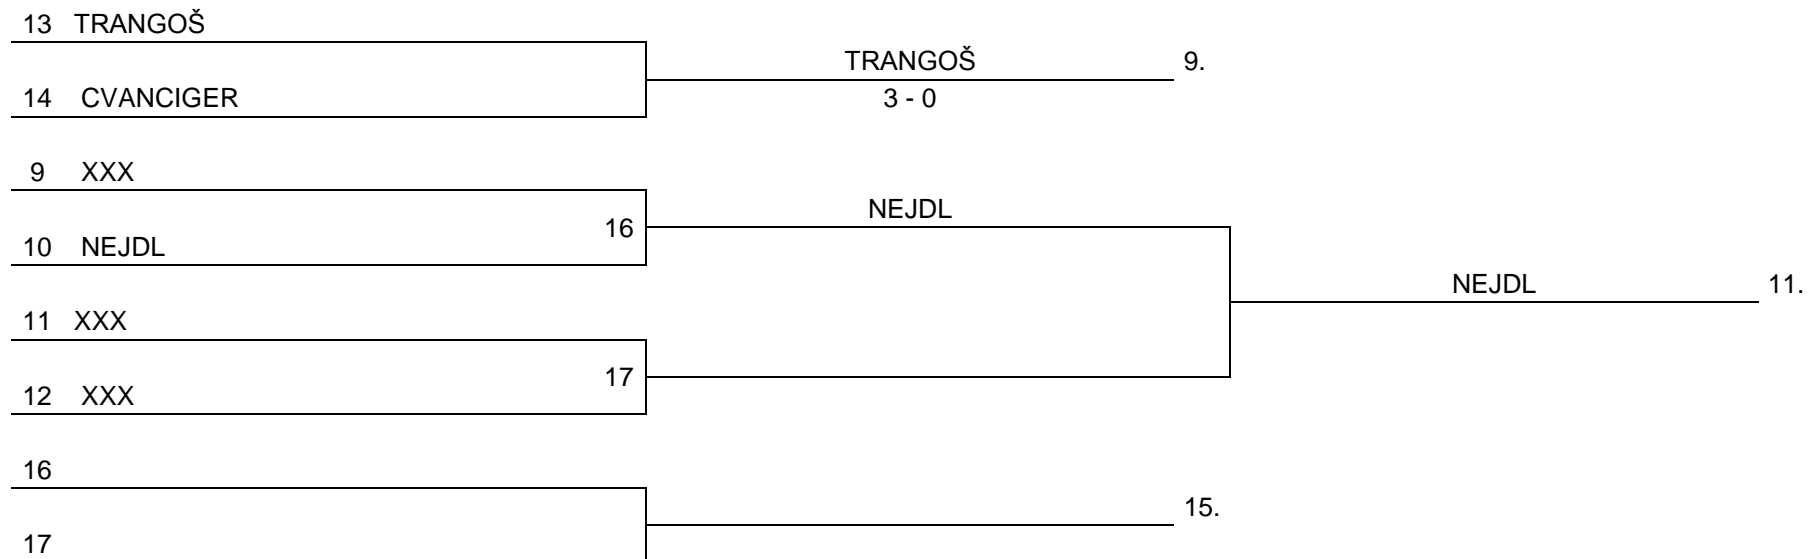 13 TRANGOŠ
TRANGOŠ 9.
14 CVANCIGER 3 - 0
9 XXX
NEJDL
16
10 NEJDL
NEJDL 11.
11 XXX
17
12 XXX
16
15.
17